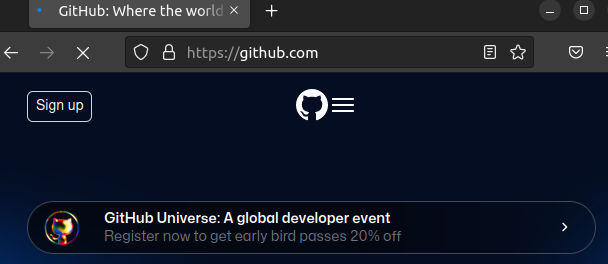 GitHub: Where the world
https://github.com
Sign up
GitHub Universe: A global developer event
Register now to get early bird passes 20% off